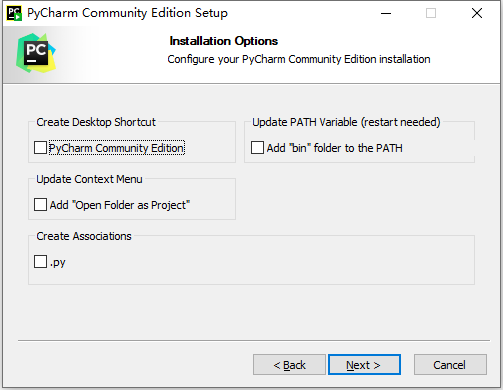 PyCharm Community Edition Setup
PC
Installation Options
Configure your PyCharm Community Edition installation
Create Desktop Shortcut
PyCharm Community Edition
Update PATH Variable (restart needed)
Add "bin" folder to the PATH
Update Context Menu
Add "Open Folder as Project"
Create Associations
.py
< Back
Next >
Cancel